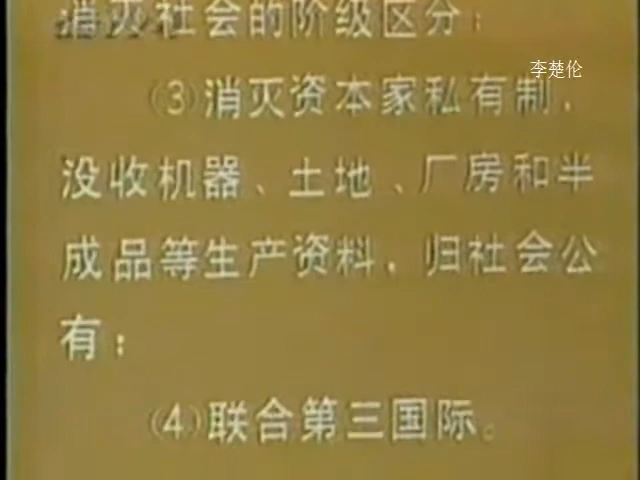 消灭社会的阶级区分；
李楚伦
(3)消灭资本家私有制，
没收机器、土地、厂房和半
成品等生产资料，归社会公
有；
(4)联合第三国际。